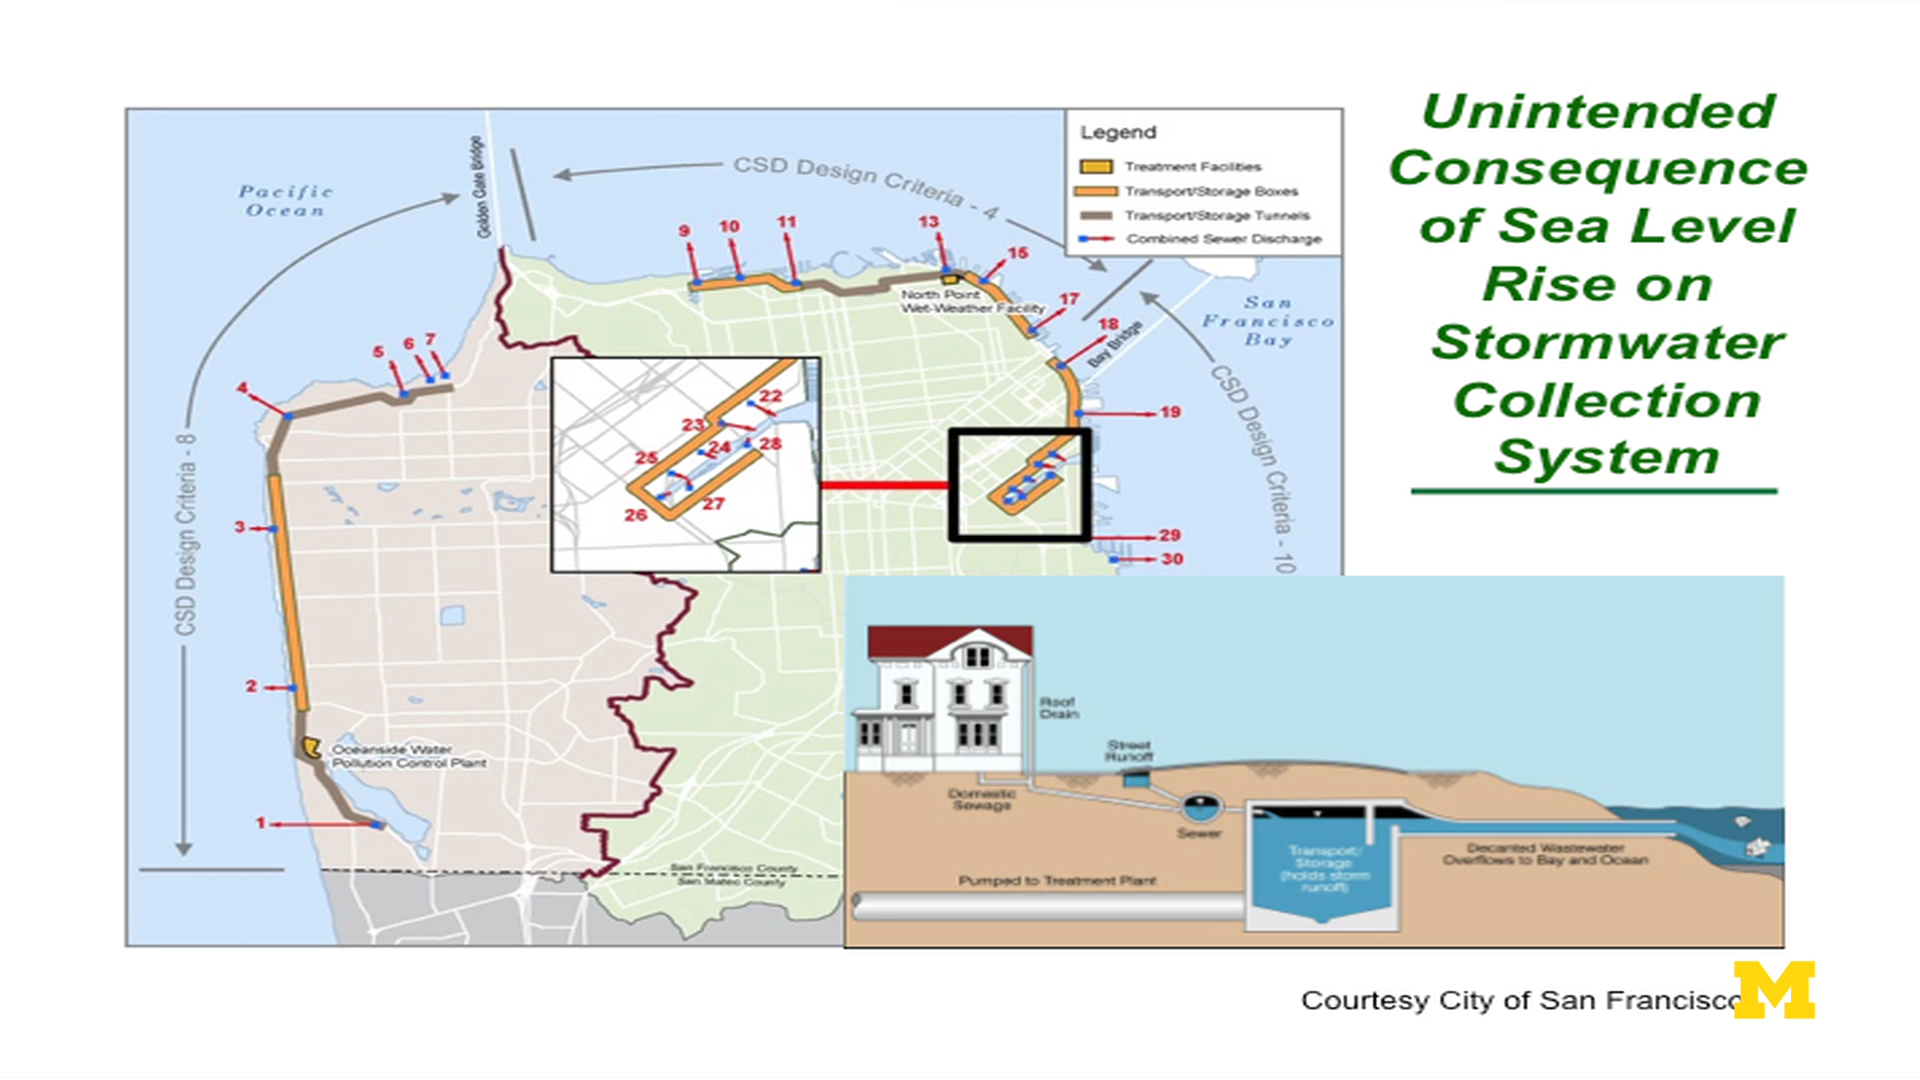 Unintended
Consequence
of Sea Level
Rise on
Stormwater
Collection
System
Legend
Treatment Facilities
Transport/Storage Boxes
Transport/Storage Tunnels
Combined Sewer Discharge
Pacific
Ocean
Golden Gate Bridge
CSD Design Criteria - 4
CSD Design Criteria - 8
CSD Design Criteria - 10
San
Francisco
Bay
Bay Bridge
9
10
11
13
15
17
18
19
North Point
Wet-Weather Facility
4
5
6
7
3
2
1
22
23
24
28
25
27
26
29
30
Oceanside Water
Pollution Control Plant
San Francisco County
San Mateo County
Roof
Drain
Street
Runoff
Domestic
Sewage
Sewer
Transport/
Storage
(holds storm
runoff)
Decanted Wastewater
Overflows to Bay and Ocean
Pumped to Treatment Plant
Courtesy City of San Francisco
M